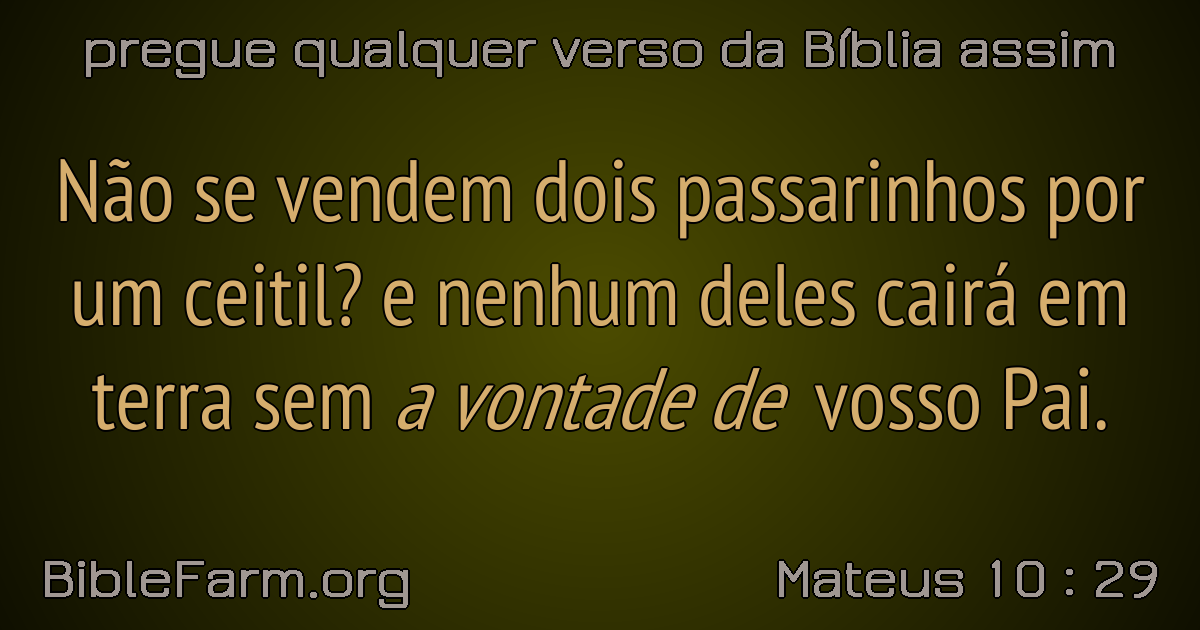 pregue qualquer verso da Bíblia assim
Não se vendem dois passarinhos por
um ceitil? e nenhum deles cairá em
terra sem a vontade de vosso Pai.
BibleFarm.org
Mateus 10 : 29